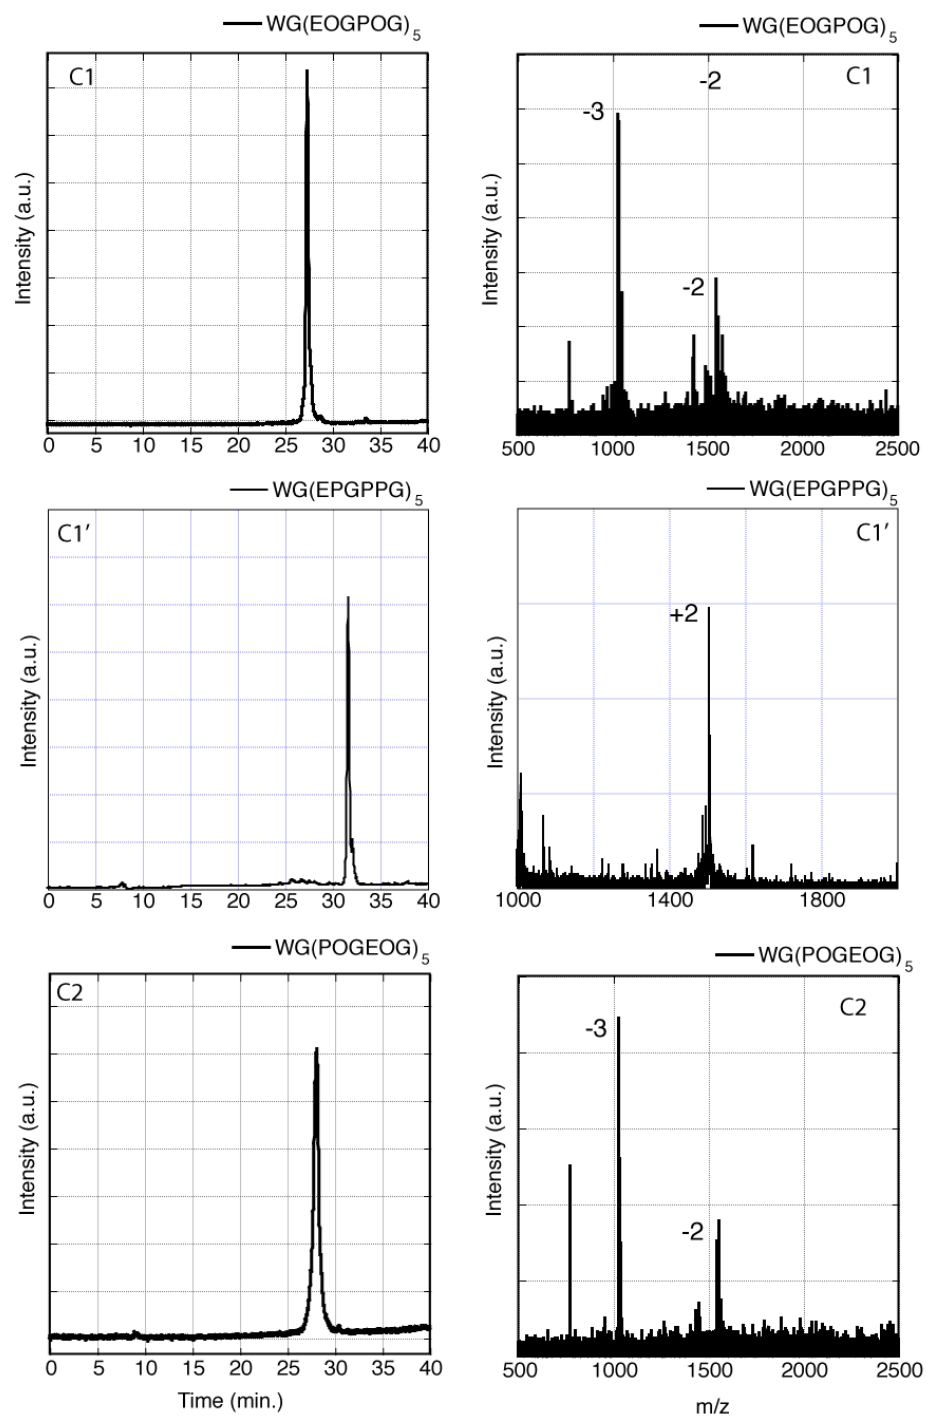 WG(EOGPOG)5
C1
Intensity (a.u.)
0 5 10 15 20 25 30 35 40
WG(EOGPOG)5
C1
-2
-3
-2
Intensity (a.u.)
500 1000 1500 2000 2500
WG(EPGPPG)5
C1′
Intensity (a.u.)
0 5 10 15 20 25 30 35 40
WG(EPGPPG)5
C1′
+2
Intensity (a.u.)
1000 1400 1800
WG(POGEOG)5
C2
Intensity (a.u.)
0 5 10 15 20 25 30 35 40
Time (min.)
WG(POGEOG)5
C2
-3
-2
Intensity (a.u.)
500 1000 1500 2000 2500
m/z